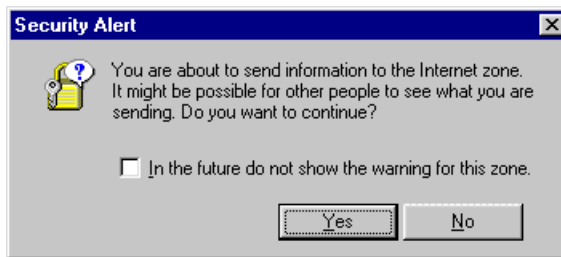 Security Alert
You are about to send information to the Internet zone.
It might be possible for other people to see what you are
sending. Do you want to continue?
In the future do not show the warning for this zone.
Yes No